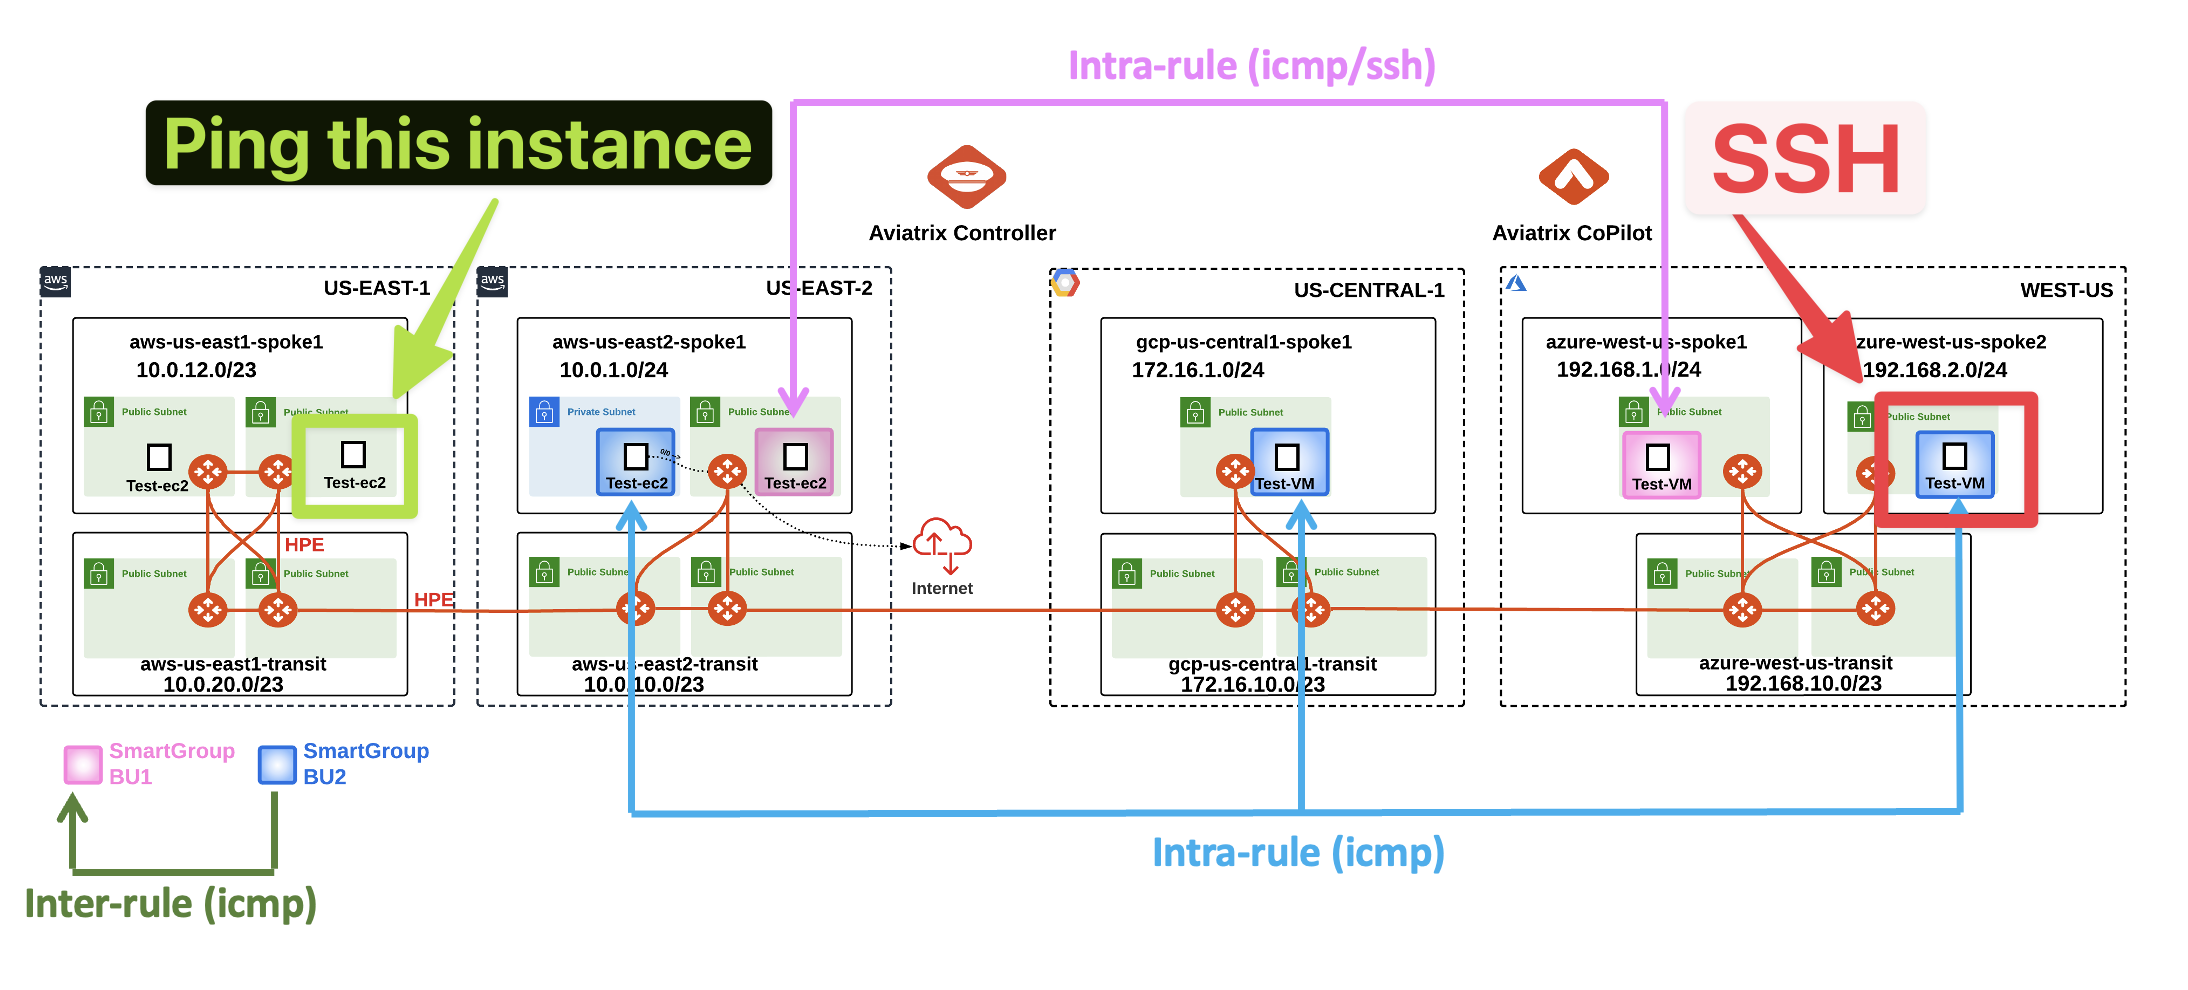 Intra-rule (icmp/ssh)
Ping this instance
SSH
Aviatrix Controller
Aviatrix CoPilot
aws
US-EAST-1
aws-us-east1-spoke1
10.0.12.0/23
Public Subnet
Public Subnet
Test-ec2
Test-ec2
HPE
Public Subnet
Public Subnet
aws-us-east1-transit
10.0.20.0/23
HPE
aws
US-EAST-2
aws-us-east2-spoke1
10.0.1.0/24
Private Subnet
Public Subnet
0/0
Test-ec2
Test-ec2
Internet
Public Subnet
Public Subnet
aws-us-east2-transit
10.0.10.0/23
US-CENTRAL-1
gcp-us-central1-spoke1
172.16.1.0/24
Public Subnet
Test-VM
Public Subnet
Public Subnet
gcp-us-central1-transit
172.16.10.0/23
WEST-US
azure-west-us-spoke1
192.168.1.0/24
Public Subnet
Test-VM
zure-west-us-spoke2
192.168.2.0/24
Public Subnet
Test-VM
Public Subnet
Public Subnet
azure-west-us-transit
192.168.10.0/23
SmartGroup
BU1
SmartGroup
BU2
Inter-rule (icmp)
Intra-rule (icmp)